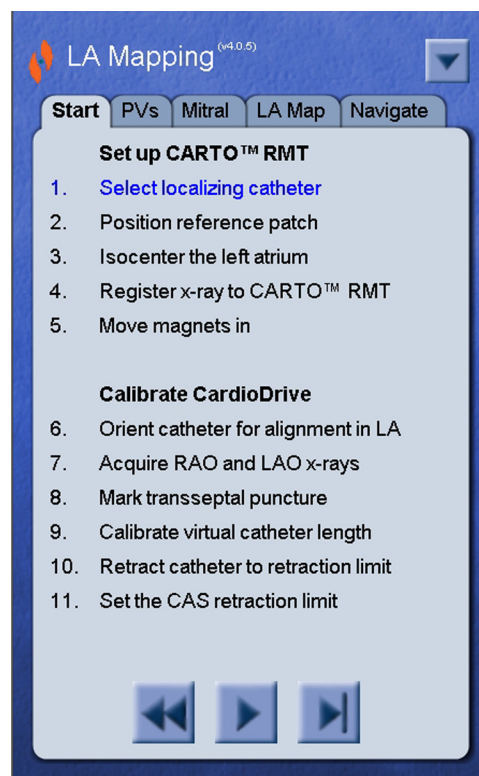 LA Mapping (v4.0.5)
Start PVs Mitral LA Map Navigate
Set up CARTO™ RMT
1. Select localizing catheter
2. Position reference patch
3. Isocenter the left atrium
4. Register x-ray to CARTO™ RMT
5. Move magnets in
Calibrate CardioDrive
6. Orient catheter for alignment in LA
7. Acquire RAO and LAO x-rays
8. Mark transseptal puncture
9. Calibrate virtual catheter length
10. Retract catheter to retraction limit
11. Set the CAS retraction limit